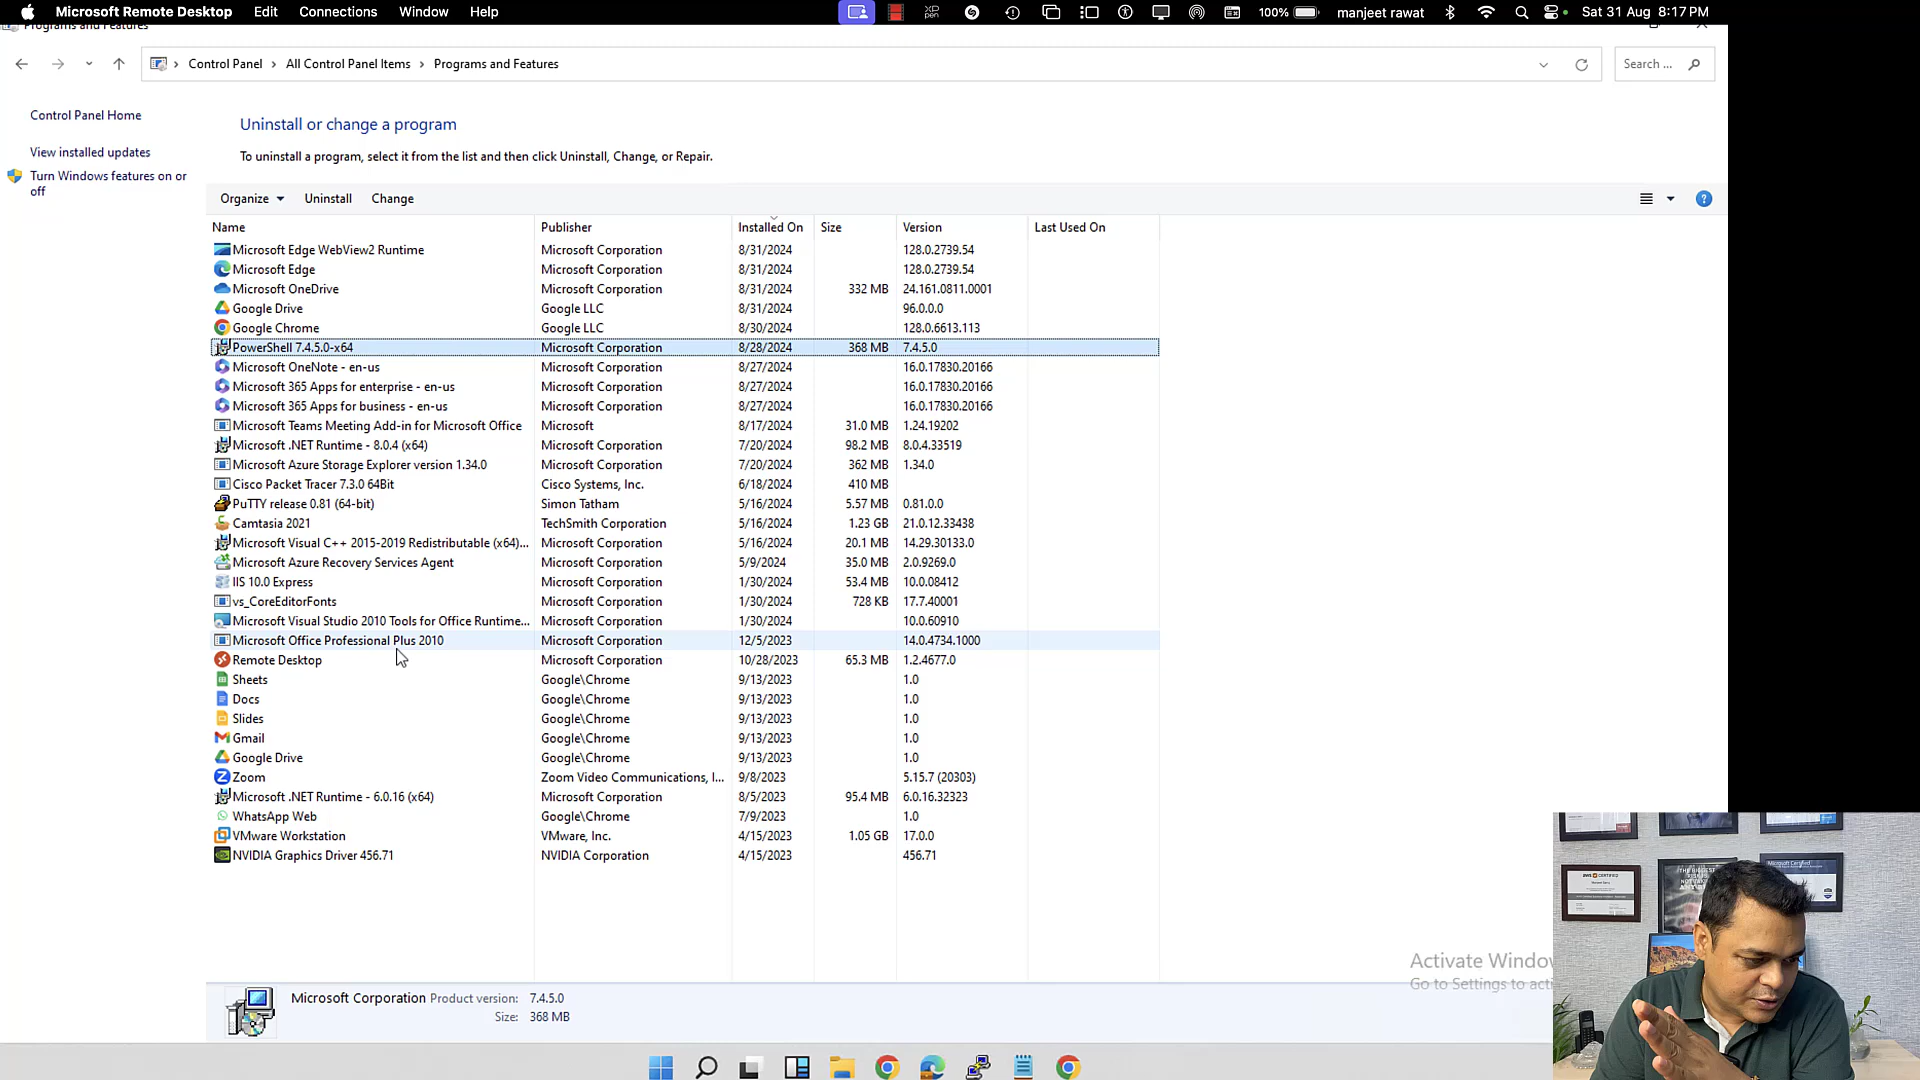 Microsoft Remote Desktop Edit Connections Window Help XP pen 100% manjeet rawat Sat 31 Aug 8:17 PM
Programs and Features
Control Panel > All Control Panel Items > Programs and Features Search ...
Control Panel Home
View installed updates
Turn Windows features on or off
Uninstall or change a program
To uninstall a program, select it from the list and then click Uninstall, Change, or Repair.
Organize Uninstall Change
Name Publisher Installed On Size Version Last Used On
Microsoft Edge WebView2 Runtime Microsoft Corporation 8/31/2024 128.0.2739.54
Microsoft Edge Microsoft Corporation 8/31/2024 128.0.2739.54
Microsoft OneDrive Microsoft Corporation 8/31/2024 332 MB 24.161.0811.0001
Google Drive Google LLC 8/31/2024 96.0.0.0
Google Chrome Google LLC 8/30/2024 128.0.6613.113
PowerShell 7.4.5.0-x64 Microsoft Corporation 8/28/2024 368 MB 7.4.5.0
Microsoft OneNote - en-us Microsoft Corporation 8/27/2024 16.0.17830.20166
Microsoft 365 Apps for enterprise - en-us Microsoft Corporation 8/27/2024 16.0.17830.20166
Microsoft 365 Apps for business - en-us Microsoft Corporation 8/27/2024 16.0.17830.20166
Microsoft Teams Meeting Add-in for Microsoft Office Microsoft 8/17/2024 31.0 MB 1.24.19202
Microsoft .NET Runtime - 8.0.4 (x64) Microsoft Corporation 7/20/2024 98.2 MB 8.0.4.33519
Microsoft Azure Storage Explorer version 1.34.0 Microsoft Corporation 7/20/2024 362 MB 1.34.0
Cisco Packet Tracer 7.3.0 64Bit Cisco Systems, Inc. 6/18/2024 410 MB
PuTTY release 0.81 (64-bit) Simon Tatham 5/16/2024 5.57 MB 0.81.0.0
Camtasia 2021 TechSmith Corporation 5/16/2024 1.23 GB 21.0.12.33438
Microsoft Visual C++ 2015-2019 Redistributable (x64)... Microsoft Corporation 5/16/2024 20.1 MB 14.29.30133.0
Microsoft Azure Recovery Services Agent Microsoft Corporation 5/9/2024 35.0 MB 2.0.9269.0
IIS 10.0 Express Microsoft Corporation 1/30/2024 53.4 MB 10.0.08412
vs_CoreEditorFonts Microsoft Corporation 1/30/2024 728 KB 17.7.40001
Microsoft Visual Studio 2010 Tools for Office Runtime... Microsoft Corporation 1/30/2024 10.0.60910
Microsoft Office Professional Plus 2010 Microsoft Corporation 12/5/2023 14.0.4734.1000
Remote Desktop Microsoft Corporation 10/28/2023 65.3 MB 1.2.4677.0
Sheets Google\Chrome 9/13/2023 1.0
Docs Google\Chrome 9/13/2023 1.0
Slides Google\Chrome 9/13/2023 1.0
Gmail Google\Chrome 9/13/2023 1.0
Google Drive Google\Chrome 9/13/2023 1.0
Zoom Zoom Video Communications, I... 9/8/2023 5.15.7 (20303)
Microsoft .NET Runtime - 6.0.16 (x64) Microsoft Corporation 8/5/2023 95.4 MB 6.0.16.32323
WhatsApp Web Google\Chrome 7/9/2023 1.0
VMware Workstation VMware, Inc. 4/15/2023 1.05 GB 17.0.0
NVIDIA Graphics Driver 456.71 NVIDIA Corporation 4/15/2023 456.71
Activate Windo
Go to Settings to acti
Microsoft Corporation Product version: 7.4.5.0
Size: 368 MB